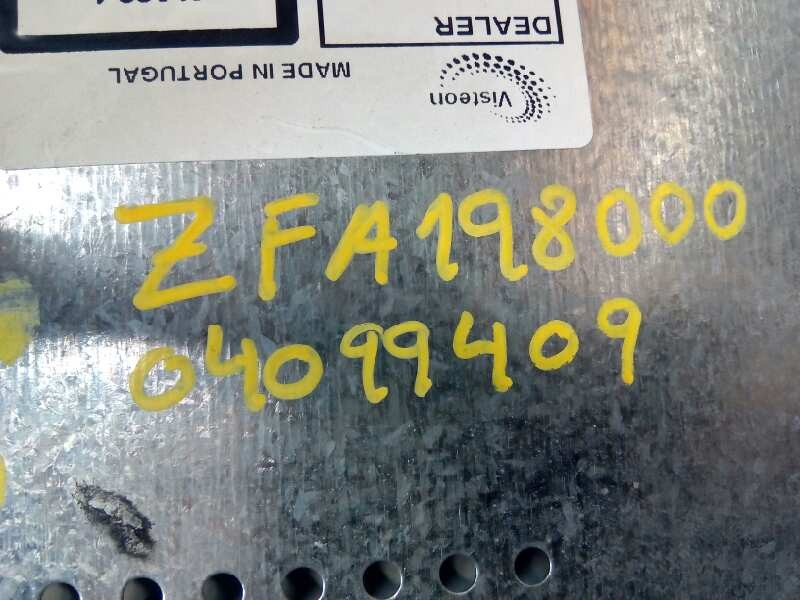 ZFA198000
04099409
DEALER
MADE IN PORTUGAL
Visteon